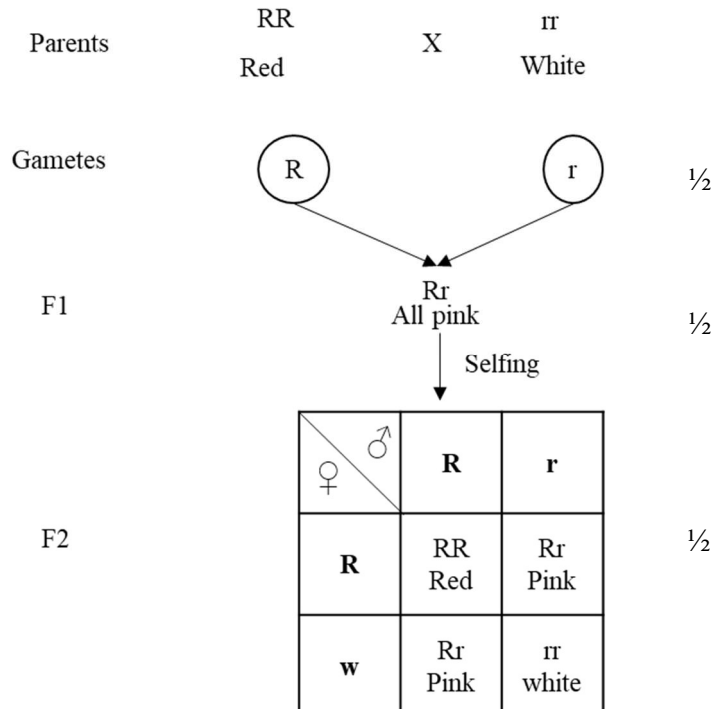 Parents RR X rr
Red White
Gametes R r ½
F1 Rr ½
All pink
Selfing
♀ ♂ R r
F2 R RR Rr ½
Red Pink
w Rr rr
Pink white